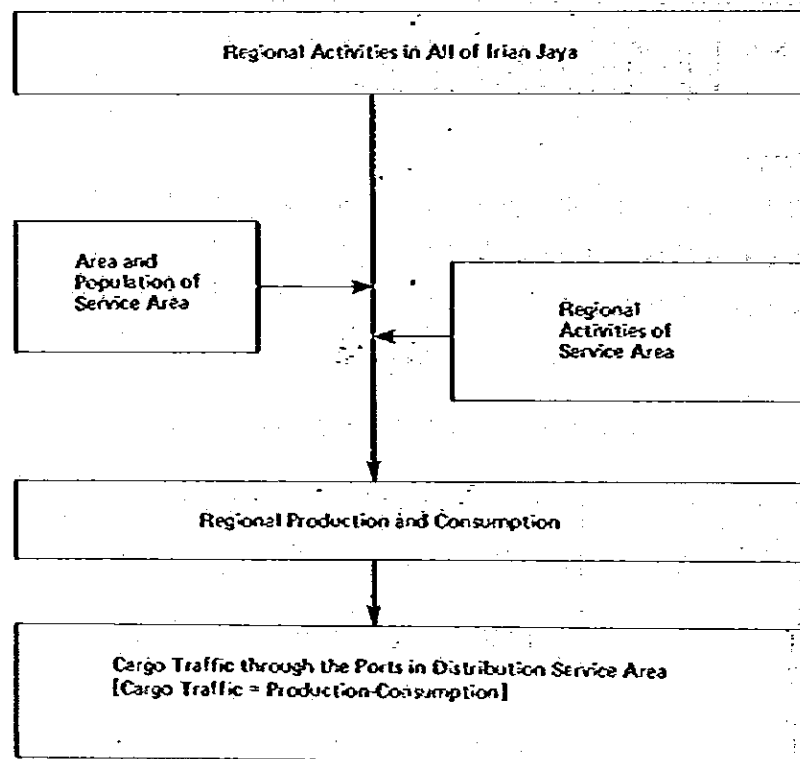 Regional Activities in All of Irian Jaya
Area and
Population of
Service Area
Regional
Activities of
Service Area
Regional Production and Consumption
Cargo Traffic through the Ports in Distribution Service Area
[Cargo Traffic = Production-Consumption]